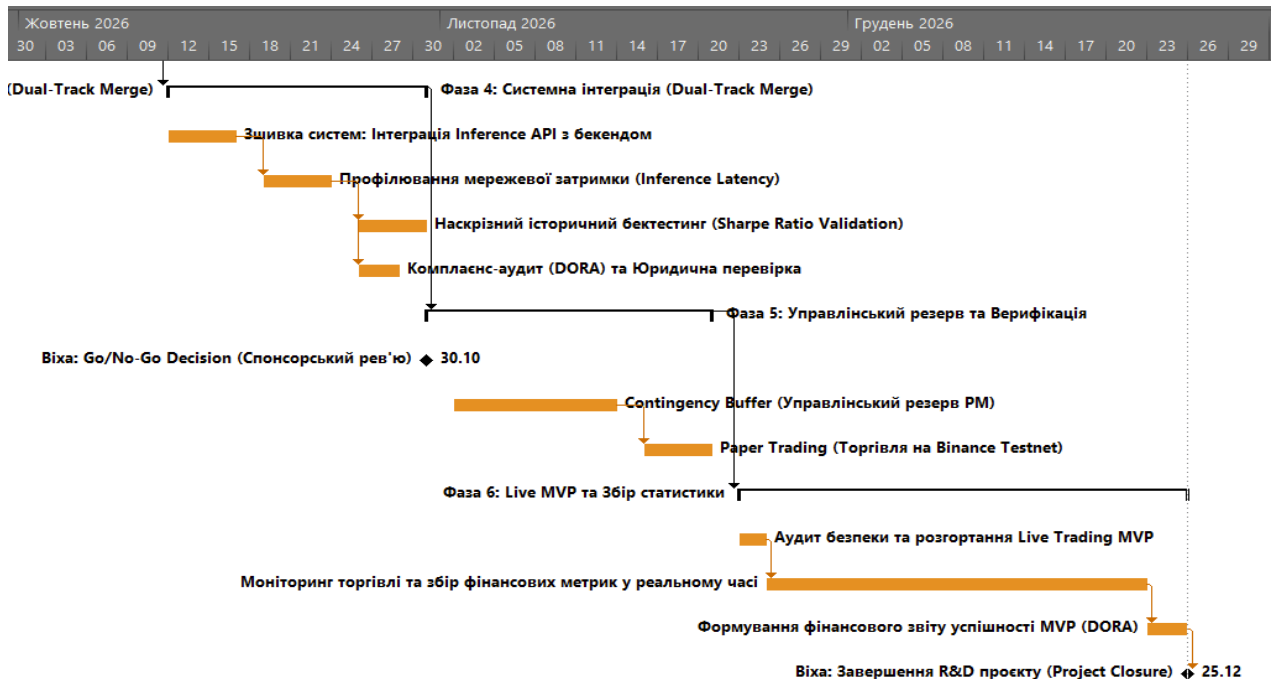 Жовтень 2026 Листопад 2026 Грудень 2026
30 03 06 09 12 15 18 21 24 27 30 02 05 08 11 14 17 20 23 26 29 02 05 08 11 14 17 20 23 26 29
(Dual-Track Merge) Фаза 4: Системна інтеграція (Dual-Track Merge)
Зшивка систем: Інтеграція Inference API з бекендом
Профілювання мережевої затримки (Inference Latency)
Наскрізний історичний бектестинг (Sharpe Ratio Validation)
Комплаєнс-аудит (DORA) та Юридична перевірка
Фаза 5: Управлінський резерв та Верифікація
Віха: Go/No-Go Decision (Спонсорський рев'ю) 30.10
Contingency Buffer (Управлінський резерв PM)
Paper Trading (Торгівля на Binance Testnet)
Фаза 6: Live MVP та Збір статистики
Аудит безпеки та розгортання Live Trading MVP
Моніторинг торгівлі та збір фінансових метрик у реальному часі
Формування фінансового звіту успішності MVP (DORA)
Віха: Завершення R&D проєкту (Project Closure) 25.12